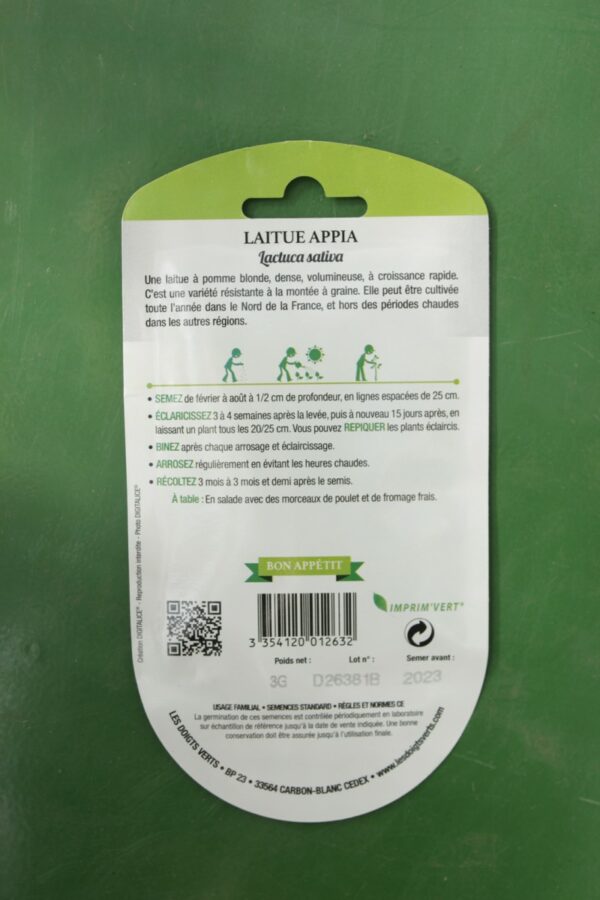 LAITUE APPIA
Lactuca sativa
Une laitue à pomme blonde, dense, volumineuse, à croissance rapide.
C'est une variété résistante à la montée à graine. Elle peut être cultivée
toute l'année dans le Nord de la France, et hors des périodes chaudes
dans les autres régions.
• SEMEZ de février à août à 1/2 cm de profondeur, en lignes espacées de 25 cm.
• ÉCLARICISSEZ 3 à 4 semaines après la levée, puis à nouveau 15 jours après, en
laissant un plant tous les 20/25 cm. Vous pouvez REPIQUER les plants éclaircis.
• BINEZ après chaque arrosage et éclaircissage.
• ARROSEZ régulièrement en évitant les heures chaudes.
• RÉCOLTEZ 3 mois à 3 mois et demi après le semis.
À table : En salade avec des morceaux de poulet et de fromage frais.
Création DIGITALICE® - Reproduction interdite - Photo DIGITALICE®
BON APPÉTIT
IMPRIM'VERT®
3 354120 012632
Poids net : Lot n° : Semer avant :
3G D26381B 2023
USAGE FAMILIAL • SEMENCES STANDARD • RÈGLES ET NORMES CE
La germination de ces semences est contrôlée périodiquement en laboratoire
sur échantillon de référence jusqu'à la date de vente indiquée. Une bonne
conservation doit être assurée jusqu'à l'utilisation finale.
LES DOIGTS VERTS • BP 23 • 33564 CARBON-BLANC CEDEX • www.lesdoigtsverts.com